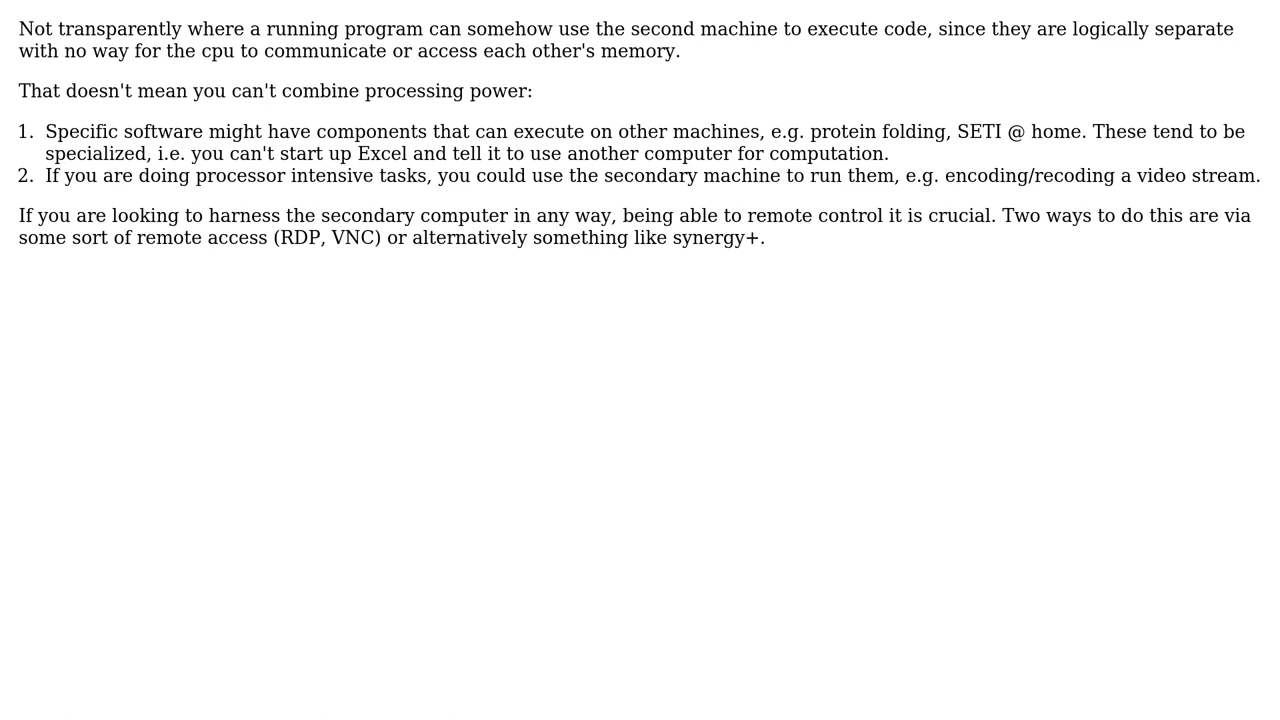 Not transparently where a running program can somehow use the second machine to execute code, since they are logically separate
with no way for the cpu to communicate or access each other's memory.
That doesn't mean you can't combine processing power:
1. Specific software might have components that can execute on other machines, e.g. protein folding, SETI @ home. These tend to be
specialized, i.e. you can't start up Excel and tell it to use another computer for computation.
2. If you are doing processor intensive tasks, you could use the secondary machine to run them, e.g. encoding/recoding a video stream.
If you are looking to harness the secondary computer in any way, being able to remote control it is crucial. Two ways to do this are via
some sort of remote access (RDP, VNC) or alternatively something like synergy+.